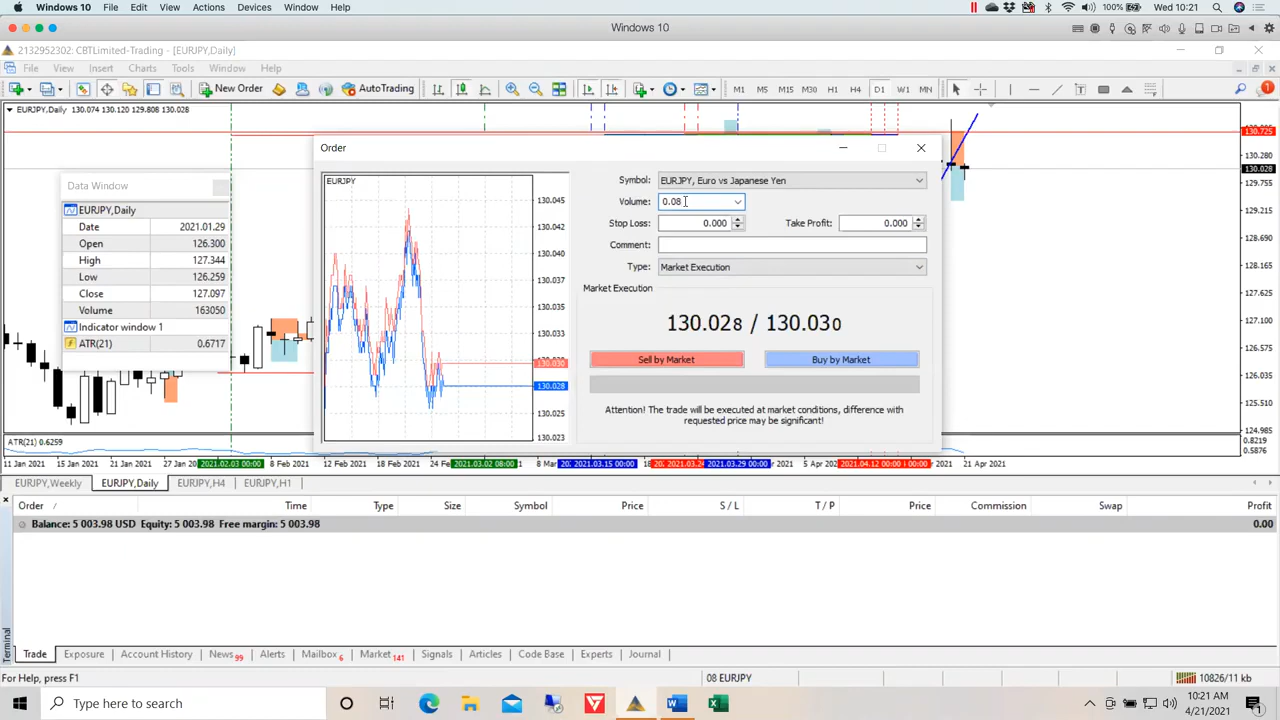 Windows 10 File Edit View Actions Devices Window Help 100% Wed 10:21
Windows 10
2132952302: CBTLimited-Trading - [EURJPY,Daily]
File View Insert Charts Tools Window Help
New Order AutoTrading M1 M5 M15 M30 H1 H4 D1 W1 MN 1
EURJPY,Daily 130.074 130.120 129.808 130.028
130.725
130.280
130.028
129.755
129.215
128.690
128.165
127.640
127.100
126.575
126.035
125.510
124.985
Data Window
EURJPY,Daily
Date 2021.01.29
Open 126.300
High 127.344
Low 126.259
Close 127.097
Volume 163050
Indicator window 1
ATR(21) 0.6717
Order
EURJPY
130.045
130.042
130.040
130.037
130.035
130.033
130.030
130.028
130.025
130.023
Symbol: EURJPY, Euro vs Japanese Yen
Volume: 0.08
Stop Loss: 0.000 Take Profit: 0.000
Comment:
Type: Market Execution
Market Execution
130.028 / 130.030
Sell by Market Buy by Market
Attention! The trade will be executed at market conditions, difference with
requested price may be significant!
ATR(21) 0.6259
0.8219
0.5876
11 Jan 2021 15 Jan 2021 21 Jan 2021 27 Jan 20 2021.02.03 00:00 8 Feb 2021 12 Feb 2021 18 Feb 2021 24 Fe 2021.03.02 08:00 8 Mar 2021.03.15 00:00 2021.03.29 00:00 2021 5 Apr 2021 2021.04.12 00:00 2021 21 Apr 2021
EURJPY,Weekly EURJPY,Daily EURJPY,H4 EURJPY,H1
Order / Time Type Size Symbol Price S / L T / P Price Commission Swap Profit
Balance: 5 003.98 USD Equity: 5 003.98 Free margin: 5 003.98 0.00
Terminal
Trade Exposure Account History News 99 Alerts Mailbox 6 Market 141 Signals Articles Code Base Experts Journal
For Help, press F1 08 EURJPY 10826/11 kb
Type here to search 10:21 AM
4/21/2021 1